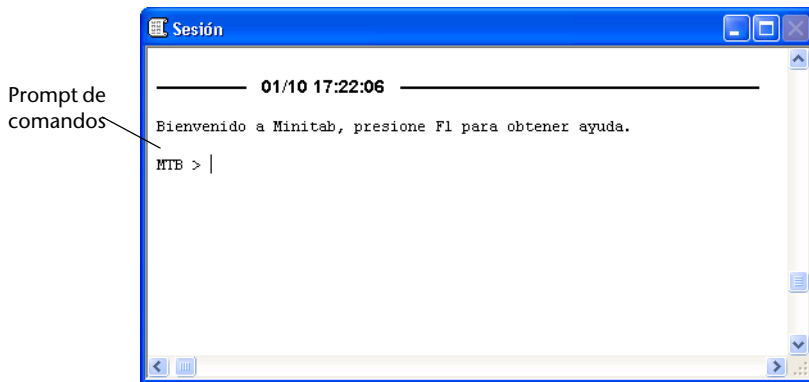 Sesión
01/10 17:22:06
Prompt de
comandos
Bienvenido a Minitab, presione F1 para obtener ayuda.
MTB >